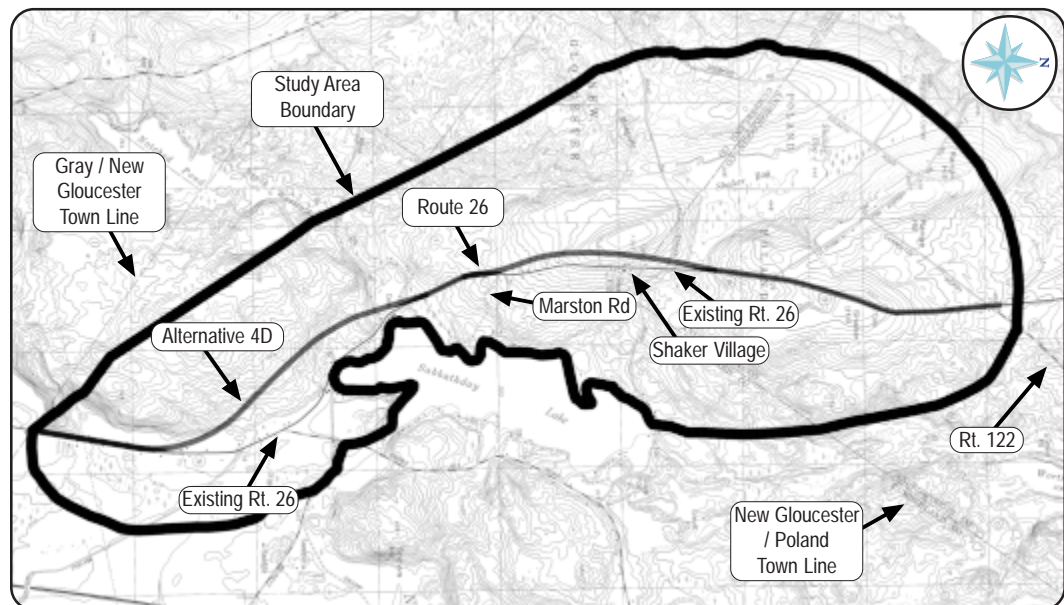 Study Area
Boundary
N
Gray / New
Gloucester
Town Line
Route 26
Marston Rd
Existing Rt. 26
Alternative 4D
Shaker Village
Sabbathday
Lake
Rt. 122
Existing Rt. 26
New Gloucester
/ Poland
Town Line